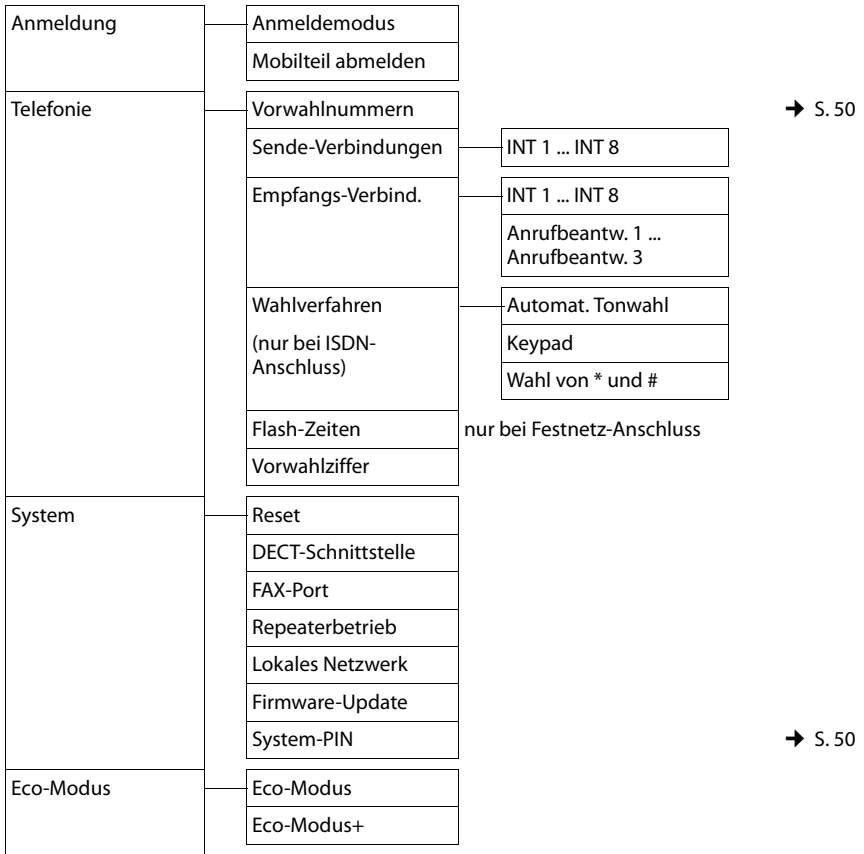 Anmeldung
Anmeldemodus
Mobilteil abmelden
Telefonie
Vorwahlnummern
➔ S. 50
Sende-Verbindungen
INT 1 ... INT 8
Empfangs-Verbind.
INT 1 ... INT 8
Anrufbeantw. 1 ...
Anrufbeantw. 3
Wahlverfahren
Automat. Tonwahl
(nur bei ISDN-
Anschluss)
Keypad
Wahl von * und #
Flash-Zeiten
nur bei Festnetz-Anschluss
Vorwahlziffer
System
Reset
DECT-Schnittstelle
FAX-Port
Repeaterbetrieb
Lokales Netzwerk
Firmware-Update
System-PIN
➔ S. 50
Eco-Modus
Eco-Modus
Eco-Modus+